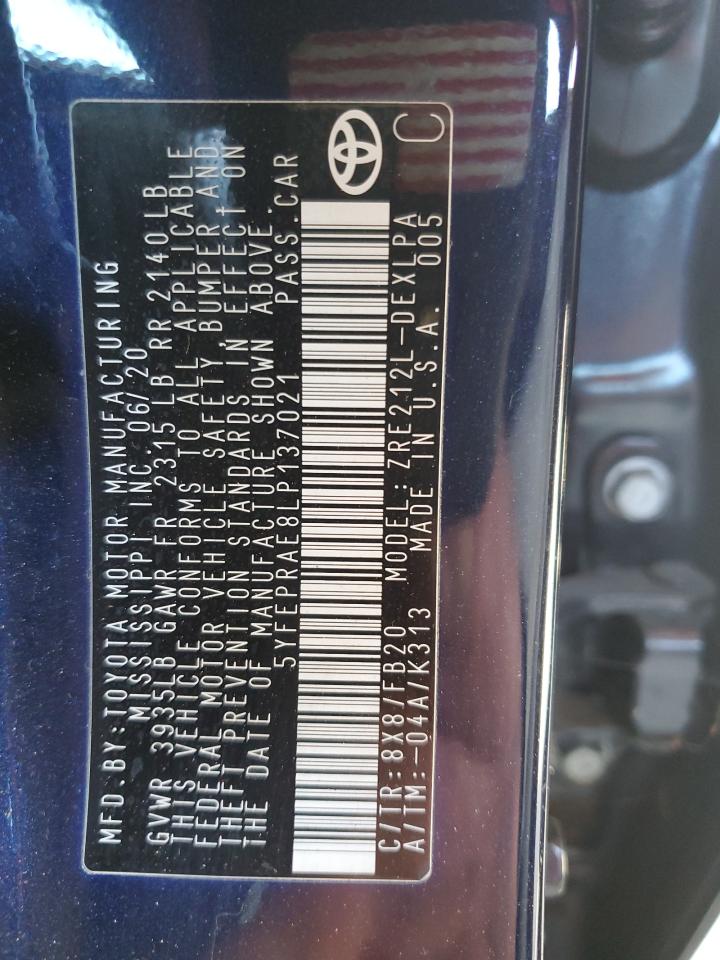 MFD.BY:TOYOTA MOTOR MANUFACTURING
MISSISSIPPI INC. 06/20
GVWR 3935LB GAWR FR 2315 LB RR 2140LB
THIS VEHICLE CONFORMS TO ALL APPLICABLE
FEDERAL MOTOR VEHICLE SAFETY, BUMPER AND
THEFT PREVENTION STANDARDS IN EFFECT ON
THE DATE OF MANUFACTURE SHOWN ABOVE.
5YFEPRAE8LP137021 PASS.CAR
C/TR:8X8/FB20 MODEL:ZRE212L-DEXLPA
A/TM:-04A/K313 MADE IN U.S.A. 005
C